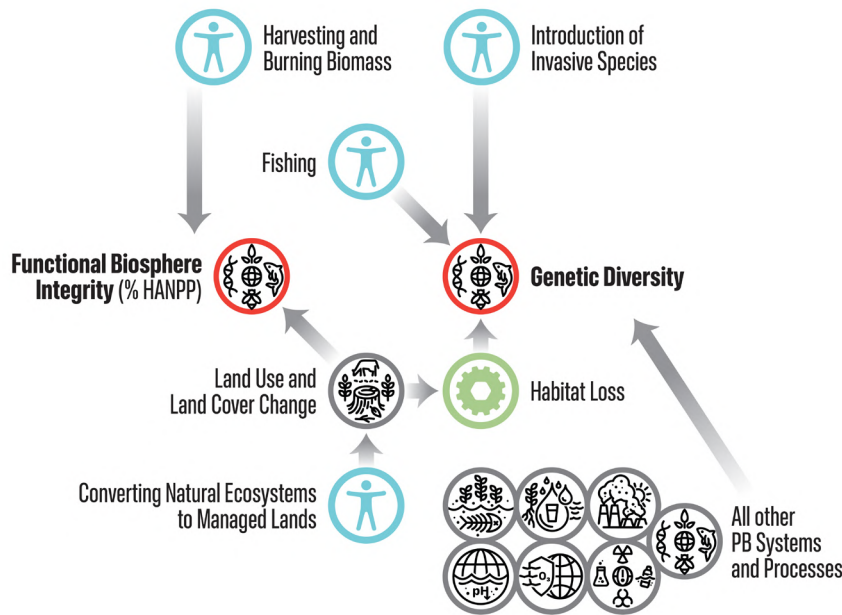 Harvesting and
Burning Biomass
Introduction of
Invasive Species
Fishing
Functional Biosphere
Integrity (% HANPP)
Genetic Diversity
Land Use and
Land Cover Change
Habitat Loss
Converting Natural Ecosystems
to Managed Lands
All other
PB Systems
and Processes
pH
O₃